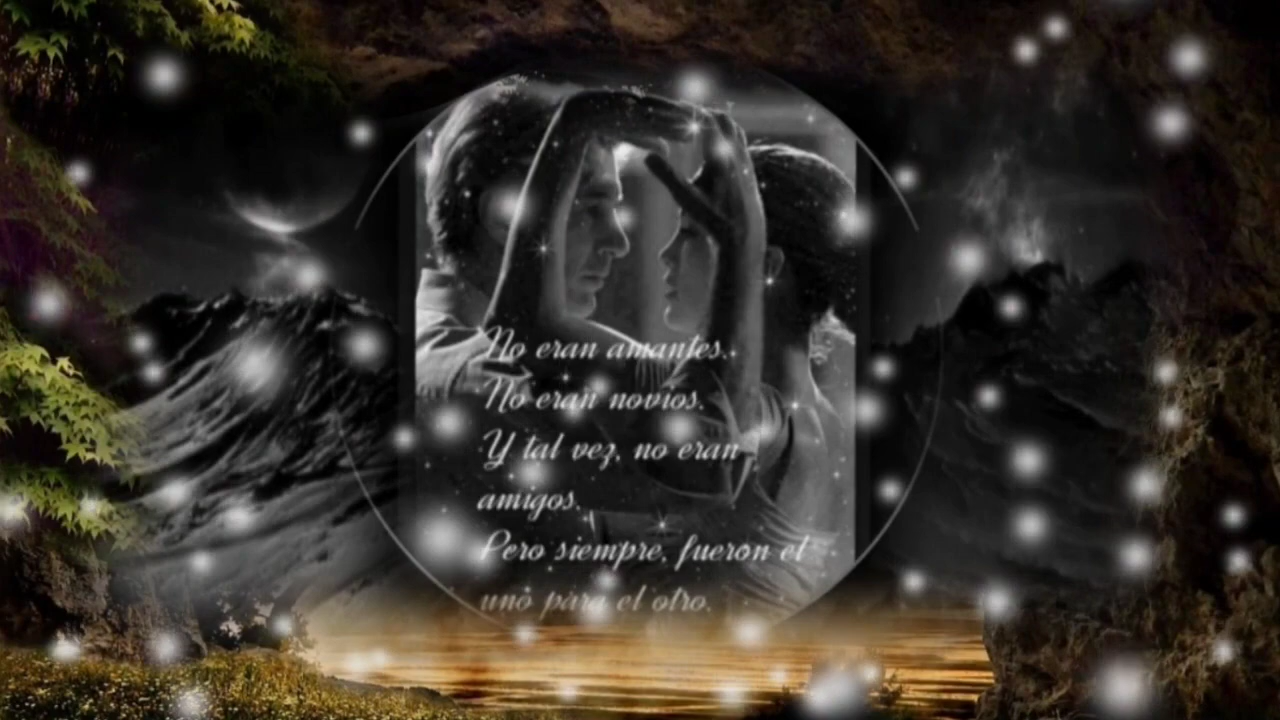 No eran amantes.
No eran novios.
Y tal vez, no eran
amigos.
Pero siempre, fueron el
uno para el otro.